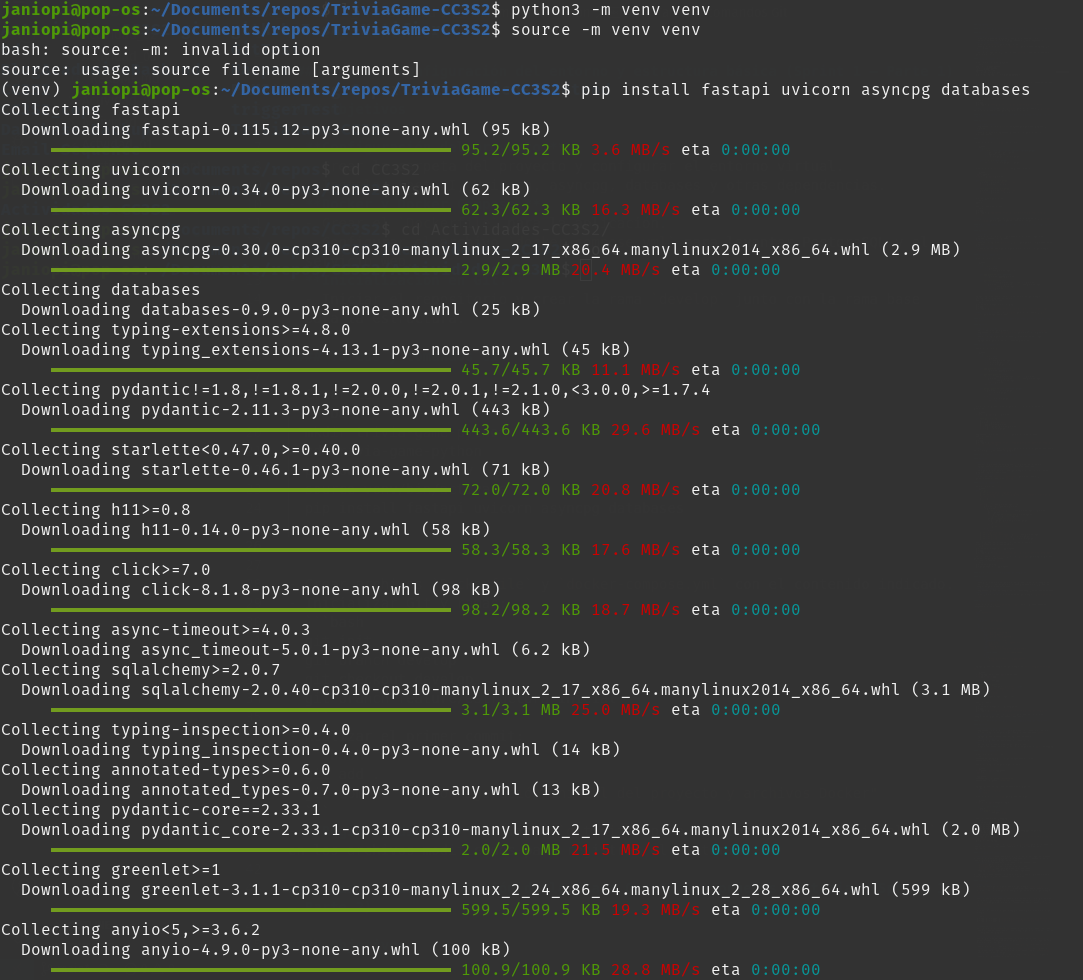 janiopi@pop-os:~/Documents/repos/TriviaGame-CC3S2$ python3 -m venv venv
janiopi@pop-os:~/Documents/repos/TriviaGame-CC3S2$ source -m venv venv
bash: source: -m: invalid option
source: usage: source filename [arguments]
(venv) janiopi@pop-os:~/Documents/repos/TriviaGame-CC3S2$ pip install fastapi uvicorn asyncpg databases
Collecting fastapi
Downloading fastapi-0.115.12-py3-none-any.whl (95 kB)
95.2/95.2 KB 3.6 MB/s eta 0:00:00
$ cd CC3S2
Collecting uvicorn
Downloading uvicorn-0.34.0-py3-none-any.whl (62 kB)
62.3/62.3 KB 16.3 MB/s eta 0:00:00
$ cd Actividades-CC3S2/
Collecting asyncpg
Downloading asyncpg-0.30.0-cp310-cp310-manylinux_2_17_x86_64.manylinux2014_x86_64.whl (2.9 MB)
2.9/2.9 MB 20.4 MB/s eta 0:00:00
Collecting databases
Downloading databases-0.9.0-py3-none-any.whl (25 kB)
Collecting typing-extensions>=4.8.0
Downloading typing_extensions-4.13.1-py3-none-any.whl (45 kB)
45.7/45.7 KB 11.1 MB/s eta 0:00:00
Collecting pydantic!=1.8,!=1.8.1,!=2.0.0,!=2.0.1,!=2.1.0,<3.0.0,>=1.7.4
Downloading pydantic-2.11.3-py3-none-any.whl (443 kB)
443.6/443.6 KB 29.6 MB/s eta 0:00:00
Collecting starlette<0.47.0,>=0.40.0
Downloading starlette-0.46.1-py3-none-any.whl (71 kB)
72.0/72.0 KB 20.8 MB/s eta 0:00:00
Collecting h11>=0.8
Downloading h11-0.14.0-py3-none-any.whl (58 kB)
58.3/58.3 KB 17.6 MB/s eta 0:00:00
Collecting click>=7.0
Downloading click-8.1.8-py3-none-any.whl (98 kB)
98.2/98.2 KB 18.7 MB/s eta 0:00:00
Collecting async-timeout>=4.0.3
Downloading async_timeout-5.0.1-py3-none-any.whl (6.2 kB)
Collecting sqlalchemy>=2.0.7
Downloading sqlalchemy-2.0.40-cp310-cp310-manylinux_2_17_x86_64.manylinux2014_x86_64.whl (3.1 MB)
3.1/3.1 MB 25.0 MB/s eta 0:00:00
Collecting typing-inspection>=0.4.0
Downloading typing_inspection-0.4.0-py3-none-any.whl (14 kB)
Collecting annotated-types>=0.6.0
Downloading annotated_types-0.7.0-py3-none-any.whl (13 kB)
Collecting pydantic-core==2.33.1
Downloading pydantic_core-2.33.1-cp310-cp310-manylinux_2_17_x86_64.manylinux2014_x86_64.whl (2.0 MB)
2.0/2.0 MB 21.5 MB/s eta 0:00:00
Collecting greenlet>=1
Downloading greenlet-3.1.1-cp310-cp310-manylinux_2_24_x86_64.manylinux_2_28_x86_64.whl (599 kB)
599.5/599.5 KB 19.3 MB/s eta 0:00:00
Collecting anyio<5,>=3.6.2
Downloading anyio-4.9.0-py3-none-any.whl (100 kB)
100.9/100.9 KB 28.8 MB/s eta 0:00:00